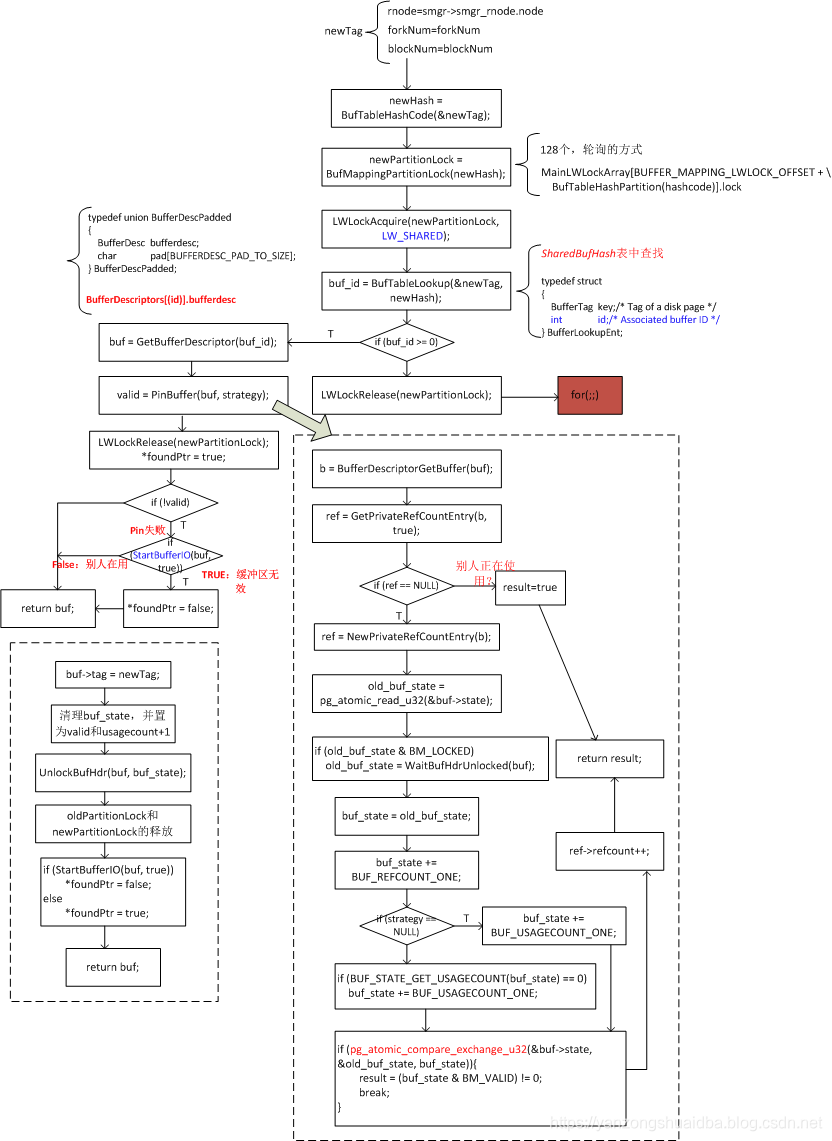 newTag
rnode=smgr->smgr_rnode.node
forkNum=forkNum
blockNum=blockNum
newHash =
BufTableHashCode(&newTag);
newPartitionLock =
BufMappingPartitionLock(newHash);
128个，轮询的方式
MainLWLockArray[BUFFER_MAPPING_LWLOCK_OFFSET + \
BufTableHashPartition(hashcode)].lock
LWLockAcquire(newPartitionLock,
LW_SHARED);
typedef union BufferDescPadded
{
BufferDesc bufferdesc;
char pad[BUFFERDESC_PAD_TO_SIZE];
} BufferDescPadded;
BufferDescriptors[(id)].bufferdesc
buf_id = BufTableLookup(&newTag,
newHash);
SharedBufHash表中查找
typedef struct
{
BufferTag key;/* Tag of a disk page */
int id;/* Associated buffer ID */
} BufferLookupEnt;
if (buf_id >= 0)
T
buf = GetBufferDescriptor(buf_id);
valid = PinBuffer(buf, strategy);
LWLockRelease(newPartitionLock);
for(;;)
LWLockRelease(newPartitionLock);
*foundPtr = true;
if (!valid)
T
Pin失败
if
(StartBufferIO(buf,
true))
False：别人在用
T
TRUE：缓冲区无
效
*foundPtr = false;
return buf;
b = BufferDescriptorGetBuffer(buf);
ref = GetPrivateRefCountEntry(b,
true);
if (ref == NULL)
别人正在使
用？
result=true
T
ref = NewPrivateRefCountEntry(b);
old_buf_state =
pg_atomic_read_u32(&buf->state);
if (old_buf_state & BM_LOCKED)
old_buf_state = WaitBufHdrUnlocked(buf);
return result;
buf_state = old_buf_state;
buf_state +=
BUF_REFCOUNT_ONE;
ref->refcount++;
if (strategy ==
NULL)
T
buf_state +=
BUF_USAGECOUNT_ONE;
if (BUF_STATE_GET_USAGECOUNT(buf_state) == 0)
buf_state += BUF_USAGECOUNT_ONE;
if (pg_atomic_compare_exchange_u32(&buf->state,
&old_buf_state, buf_state)){
result = (buf_state & BM_VALID) != 0;
break;
}
buf->tag = newTag;
清理buf_state，并置
为valid和usagecount+1
UnlockBufHdr(buf, buf_state);
oldPartitionLock和
newPartitionLock的释放
if (StartBufferIO(buf, true))
*foundPtr = false;
else
*foundPtr = true;
return buf;
https://yanzongshuaidba.blog.csdn.net